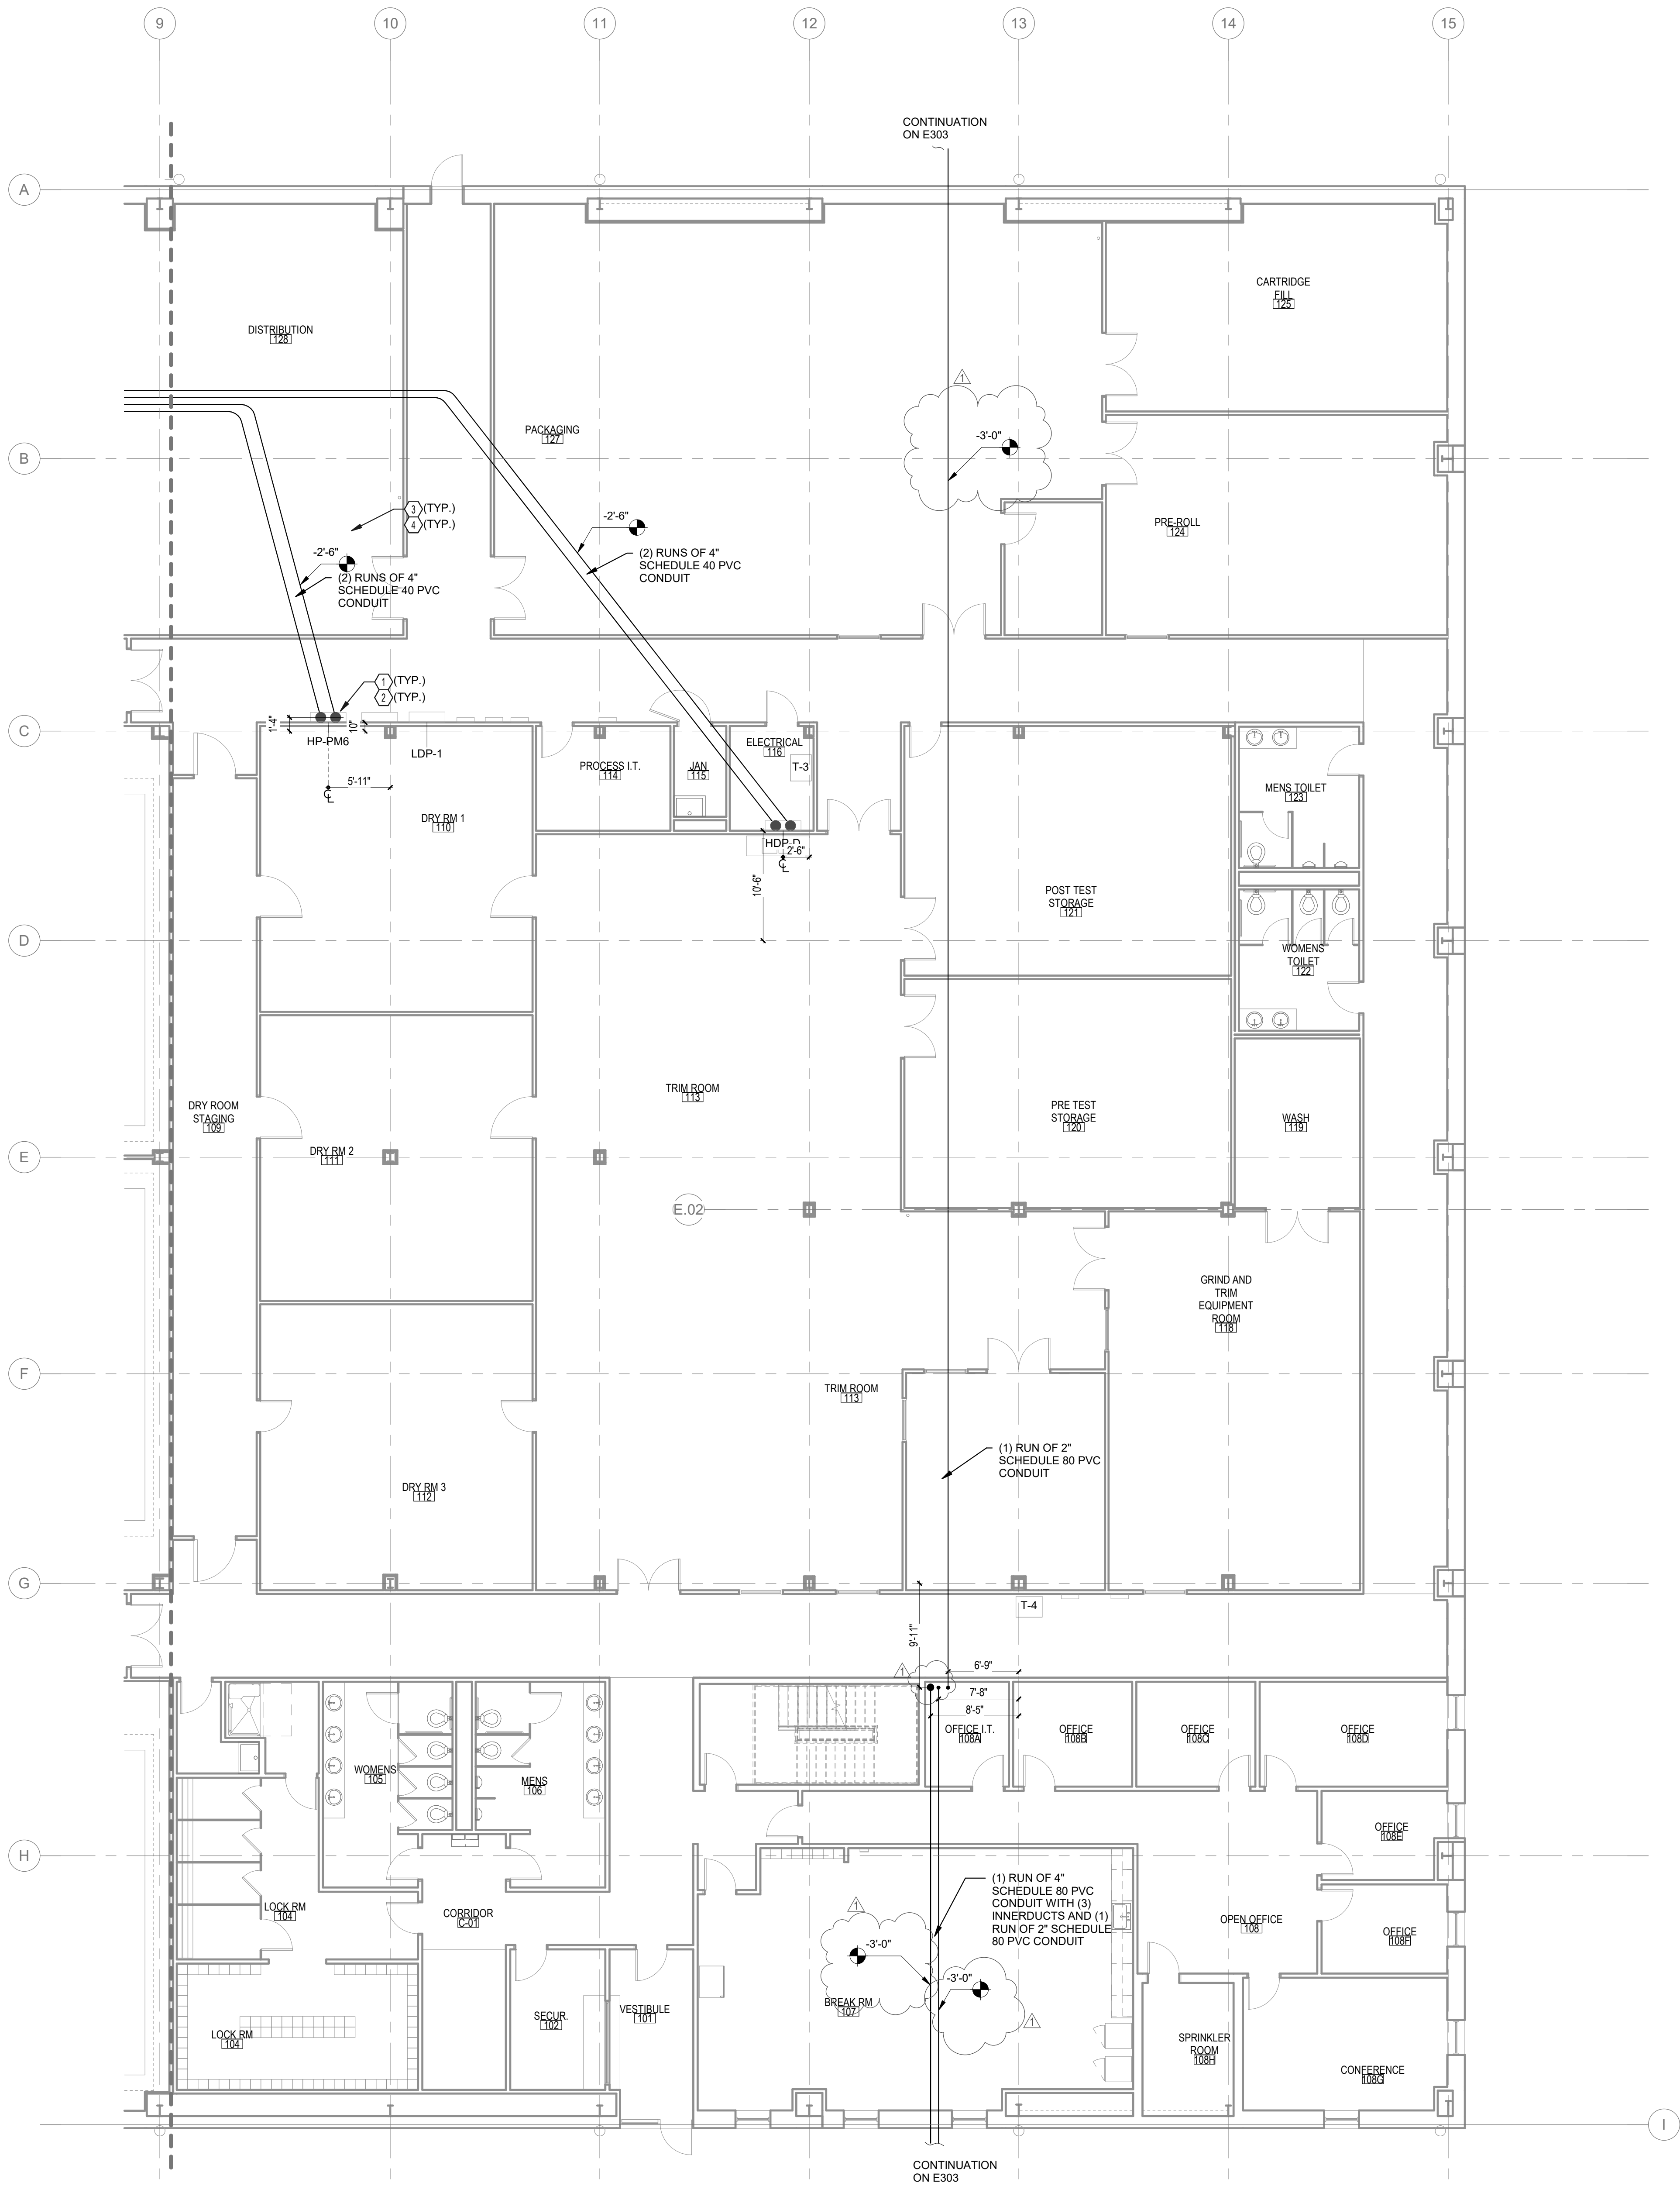 9
10
11
12
13
14
15
CONTINUATION
ON E303
A
CARTRIDGE
FILL
125
DISTRIBUTION
128
1
PACKAGING
127
-3'-0"
B
3 (TYP.)
4 (TYP.)
-2'-6"
PRE-ROLL
124
-2'-6"
(2) RUNS OF 4"
SCHEDULE 40 PVC
CONDUIT
(2) RUNS OF 4"
SCHEDULE 40 PVC
CONDUIT
1 (TYP.)
2 (TYP.)
1'-4"
10"
C
HP-PM6
LDP-1
ELECTRICAL
116
T-3
PROCESS I.T.
114
JAN
115
5'-11"
CL
MENS TOILET
123
DRY RM 1
110
HDP-D
2'-6"
CL
10'-6"
POST TEST
STORAGE
121
D
WOMENS
TOILET
122
TRIM ROOM
113
DRY ROOM
STAGING
109
PRE TEST
STORAGE
120
WASH
119
E
DRY RM 2
111
E.02
GRIND AND
TRIM
EQUIPMENT
ROOM
118
F
TRIM ROOM
113
(1) RUN OF 2"
SCHEDULE 80 PVC
CONDUIT
DRY RM 3
112
G
T-4
9'-11"
1
6'-9"
7'-8"
8'-5"
OFFICE I.T.
108A
OFFICE
108B
OFFICE
108C
OFFICE
108D
WOMENS
105
MENS
106
OFFICE
108E
H
(1) RUN OF 4"
SCHEDULE 80 PVC
CONDUIT WITH (3)
INNERDUCTS AND (1)
RUN OF 2" SCHEDULE
80 PVC CONDUIT
LOCK RM
104
CORRIDOR
C-01
1
OPEN OFFICE
108
OFFICE
108F
-3'-0"
-3'-0"
BREAK RM
107
1
SECUR.
102
VESTIBULE
101
LOCK RM
104
SPRINKLER
ROOM
108H
CONFERENCE
108G
I
CONTINUATION
ON E303